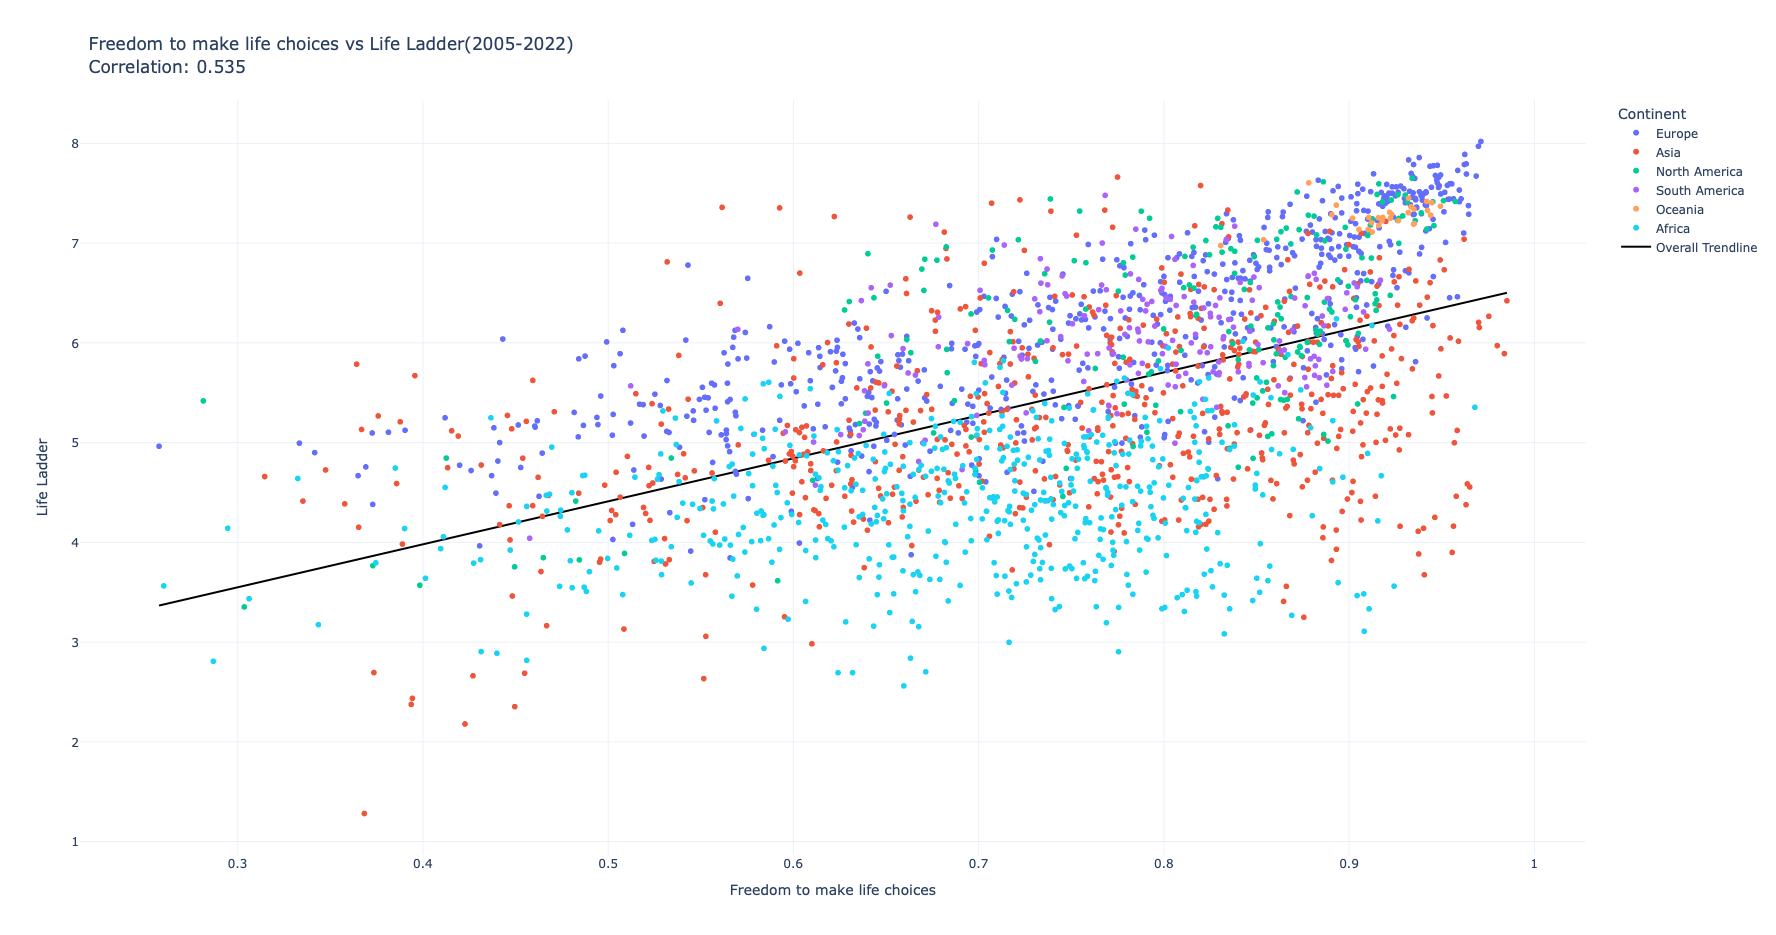 Freedom to make life choices vs Life Ladder(2005-2022)
Correlation: 0.535
Continent
Europe
Asia
North America
South America
Oceania
Africa
Overall Trendline
8
7
6
5
4
3
2
1
Life Ladder
0.3 0.4 0.5 0.6 0.7 0.8 0.9 1
Freedom to make life choices